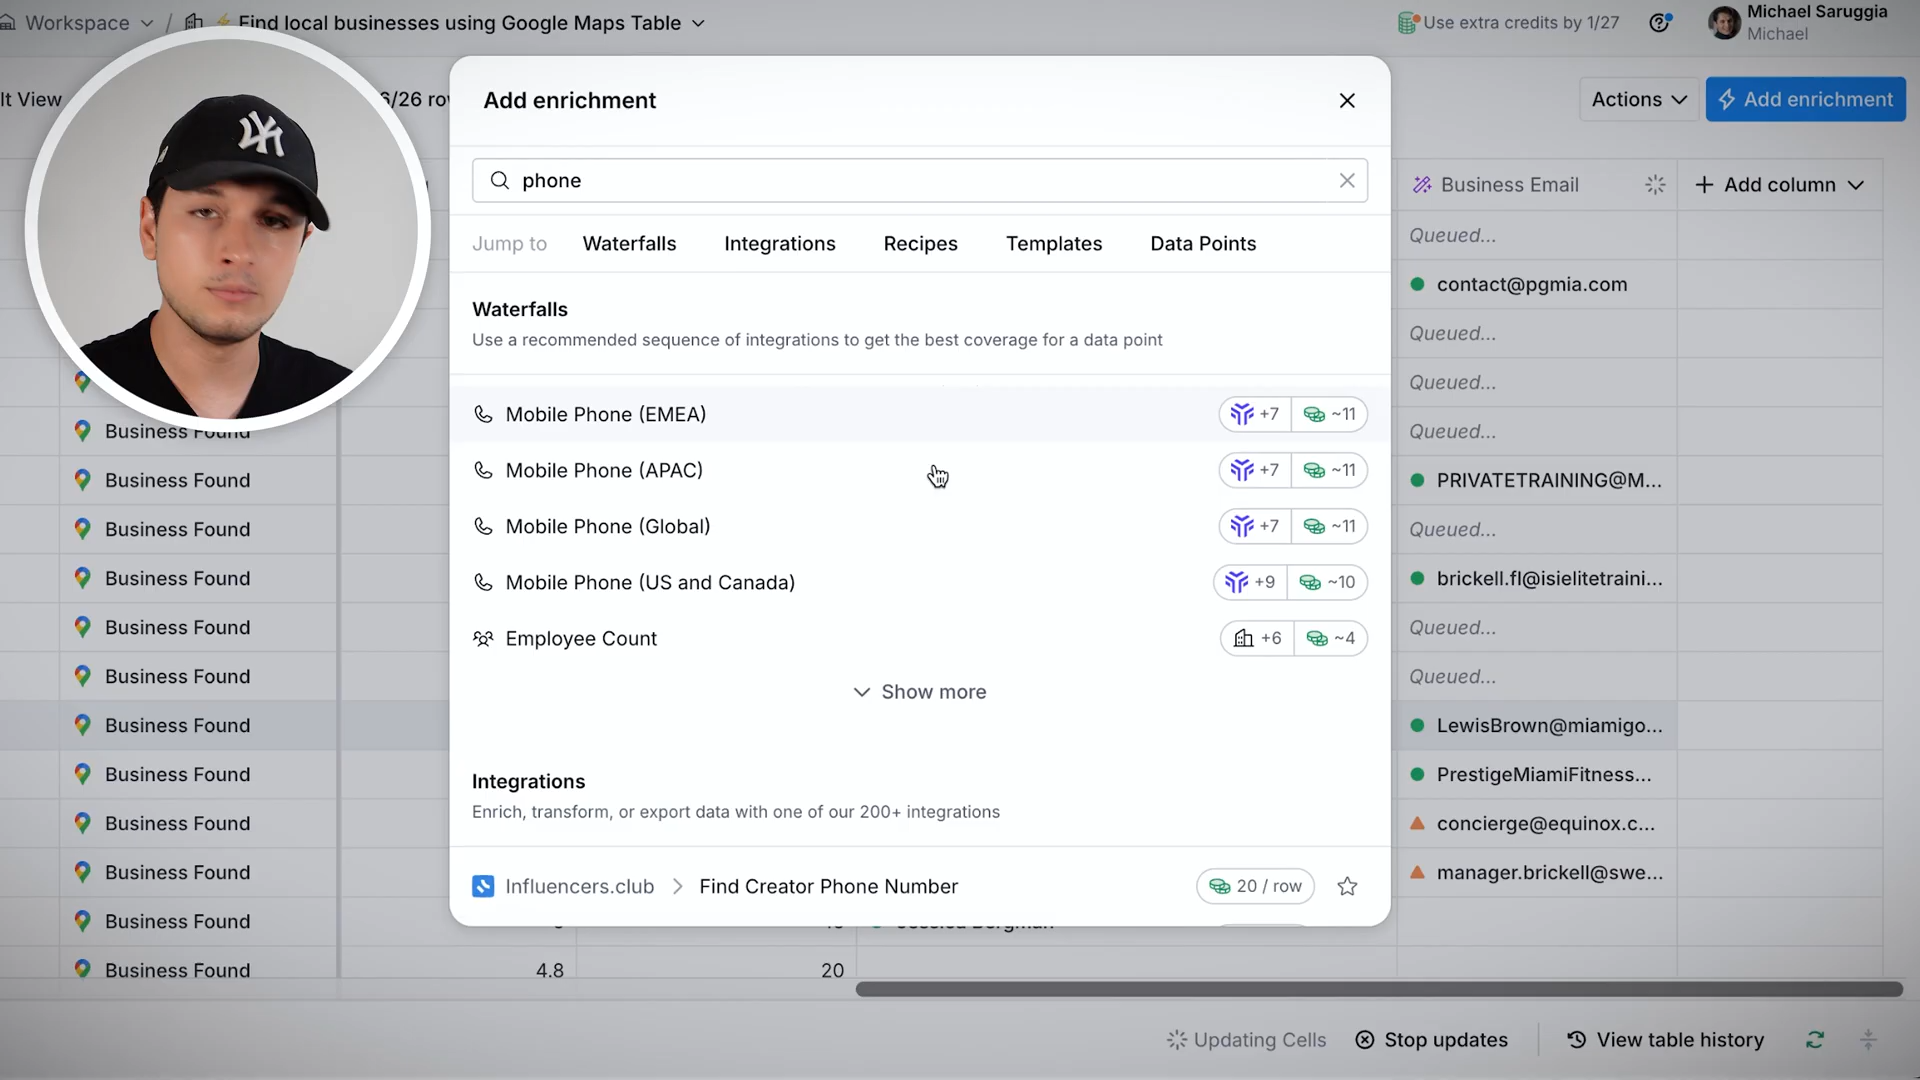 Workspace / Find local businesses using Google Maps Table
Use extra credits by 1/27
Michael Saruggia
Michael
lt View
6/26 ro
Actions
Add enrichment
Add enrichment
phone
Jump to Waterfalls Integrations Recipes Templates Data Points
Waterfalls
Use a recommended sequence of integrations to get the best coverage for a data point
Mobile Phone (EMEA) +7 ~11
Mobile Phone (APAC) +7 ~11
Mobile Phone (Global) +7 ~11
Mobile Phone (US and Canada) +9 ~10
Employee Count +6 ~4
Show more
Integrations
Enrich, transform, or export data with one of our 200+ integrations
Influencers.club > Find Creator Phone Number 20 / row
Business Email
Add column
Queued...
contact@pgmia.com
Queued...
Queued...
Queued...
PRIVATETRAINING@M...
Queued...
brickell.fl@isielitetraini...
Queued...
Queued...
LewisBrown@miamigo...
PrestigeMiamiFitness...
concierge@equinox.c...
manager.brickell@swe...
Business Found
Business Found
Business Found
Business Found
Business Found
Business Found
Business Found
Business Found
Business Found
Business Found
Business Found
Business Found
4.8 20
Updating Cells
Stop updates
View table history